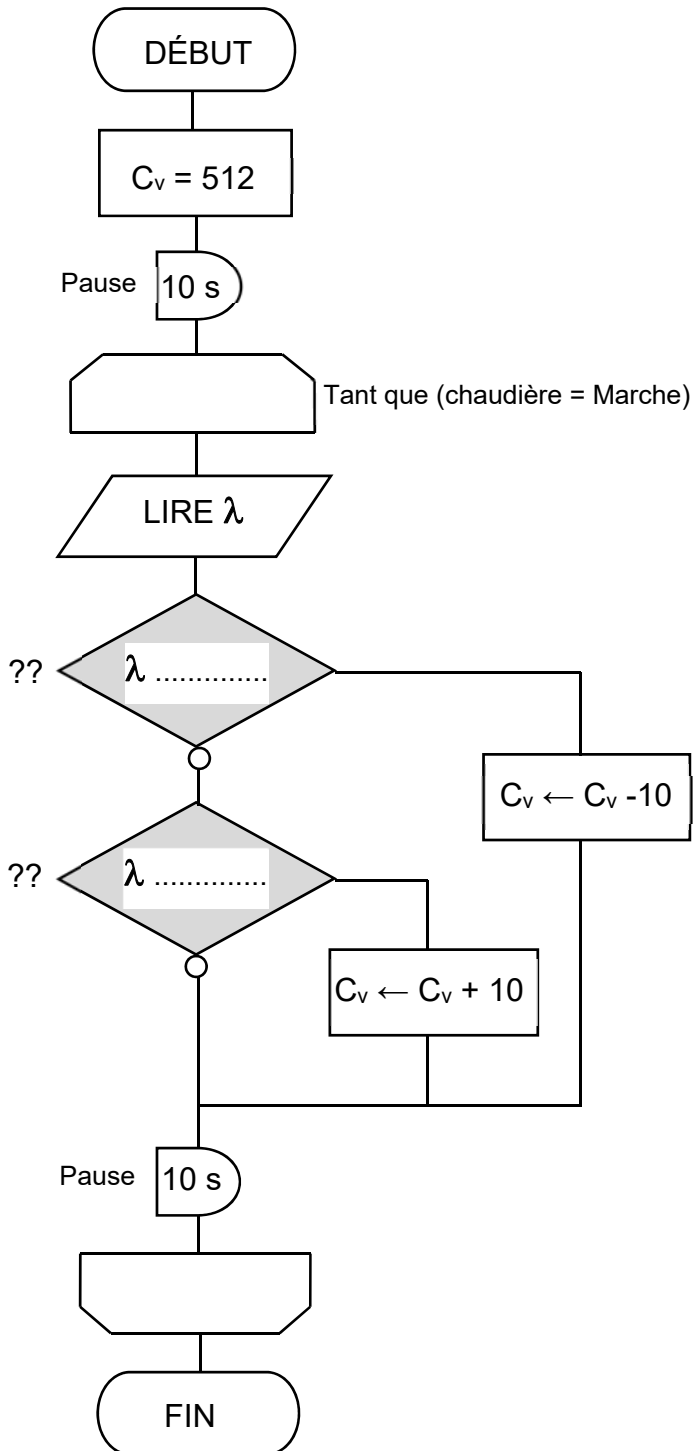 DÉBUT
Cv = 512
Pause 10 s
Tant que (chaudière = Marche)
LIRE λ
?? λ ..............
Cv ← Cv -10
?? λ ..............
Cv ← Cv + 10
Pause 10 s
FIN